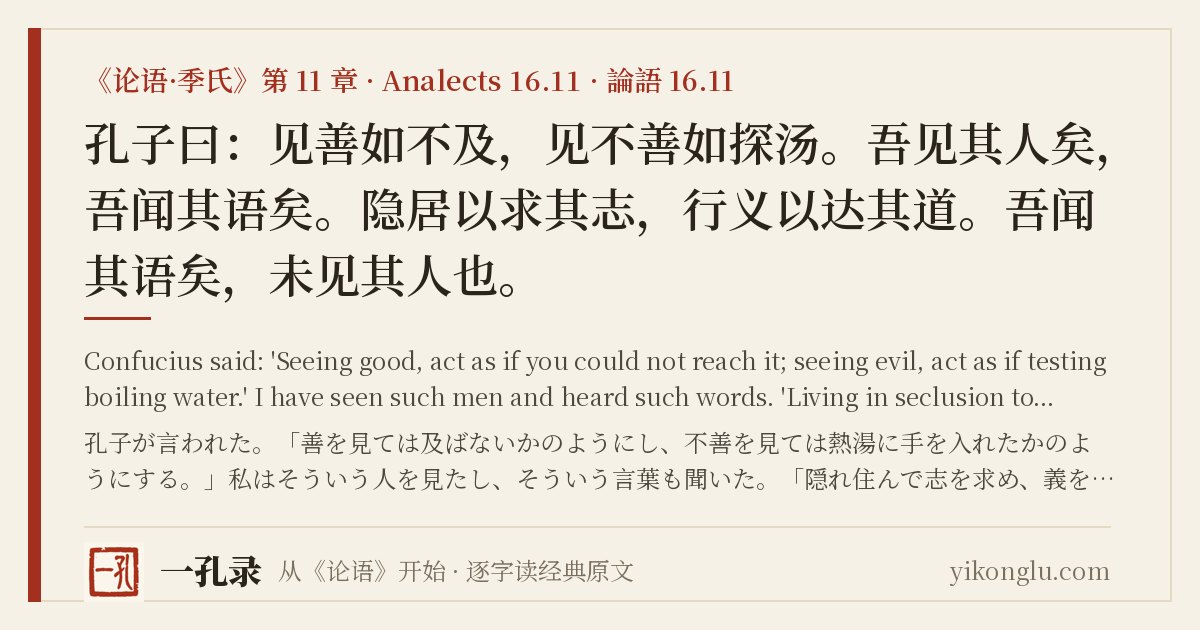 《论语·季氏》第 11 章 · Analects 16.11 · 論語 16.11
孔子曰：见善如不及，见不善如探汤。吾见其人矣，
吾闻其语矣。隐居以求其志，行义以达其道。吾闻
其语矣，未见其人也。
Confucius said: 'Seeing good, act as if you could not reach it; seeing evil, act as if testing
boiling water.' I have seen such men and heard such words. 'Living in seclusion to...
孔子が言われた。「善を見ては及ばないかのようにし、不善を見ては熱湯に手を入れたかのよ
うにする。」私はそういう人を見たし、そういう言葉も聞いた。「隠れ住んで志を求め、義を…
一孔
一孔录 从《论语》开始 · 逐字读经典原文 yikonglu.com